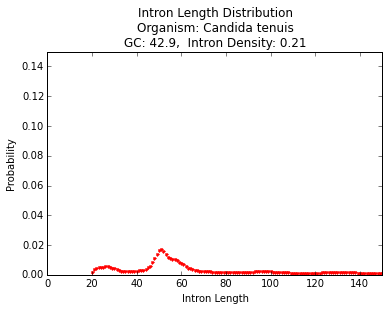 Intron Length Distribution
Organism: Candida tenuis
GC: 42.9,  Intron Density: 0.21
0.14
0.12
0.10
0.08
0.06
0.04
0.02
0.00
Probability
0 20 40 60 80 100 120 140
Intron Length